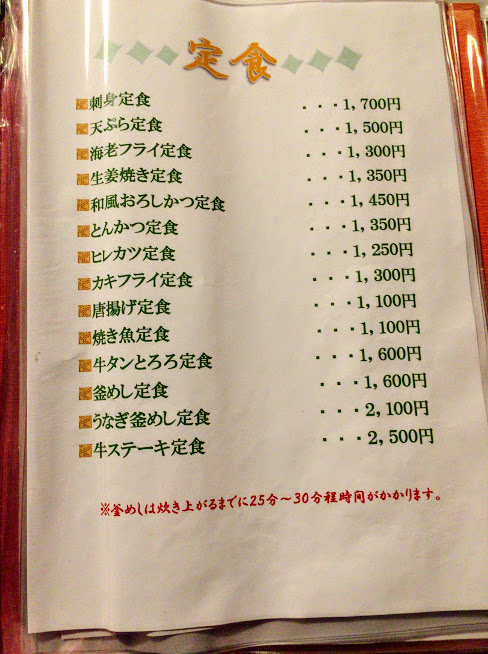 定食
刺身定食 ・・・1,700円
天ぷら定食 ・・・1,500円
海老フライ定食 ・・・1,300円
生姜焼き定食 ・・・1,350円
和風おろしかつ定食 ・・・1,450円
とんかつ定食 ・・・1,350円
ヒレカツ定食 ・・・1,250円
カキフライ定食 ・・・1,300円
唐揚げ定食 ・・・1,100円
焼き魚定食 ・・・1,100円
牛タンとろろ定食 ・・・1,600円
釜めし定食 ・・・1,600円
うなぎ釜めし定食 ・・・2,100円
牛ステーキ定食 ・・・2,500円
※釜めしは炊き上がるまでに25分～30分程時間がかかります。